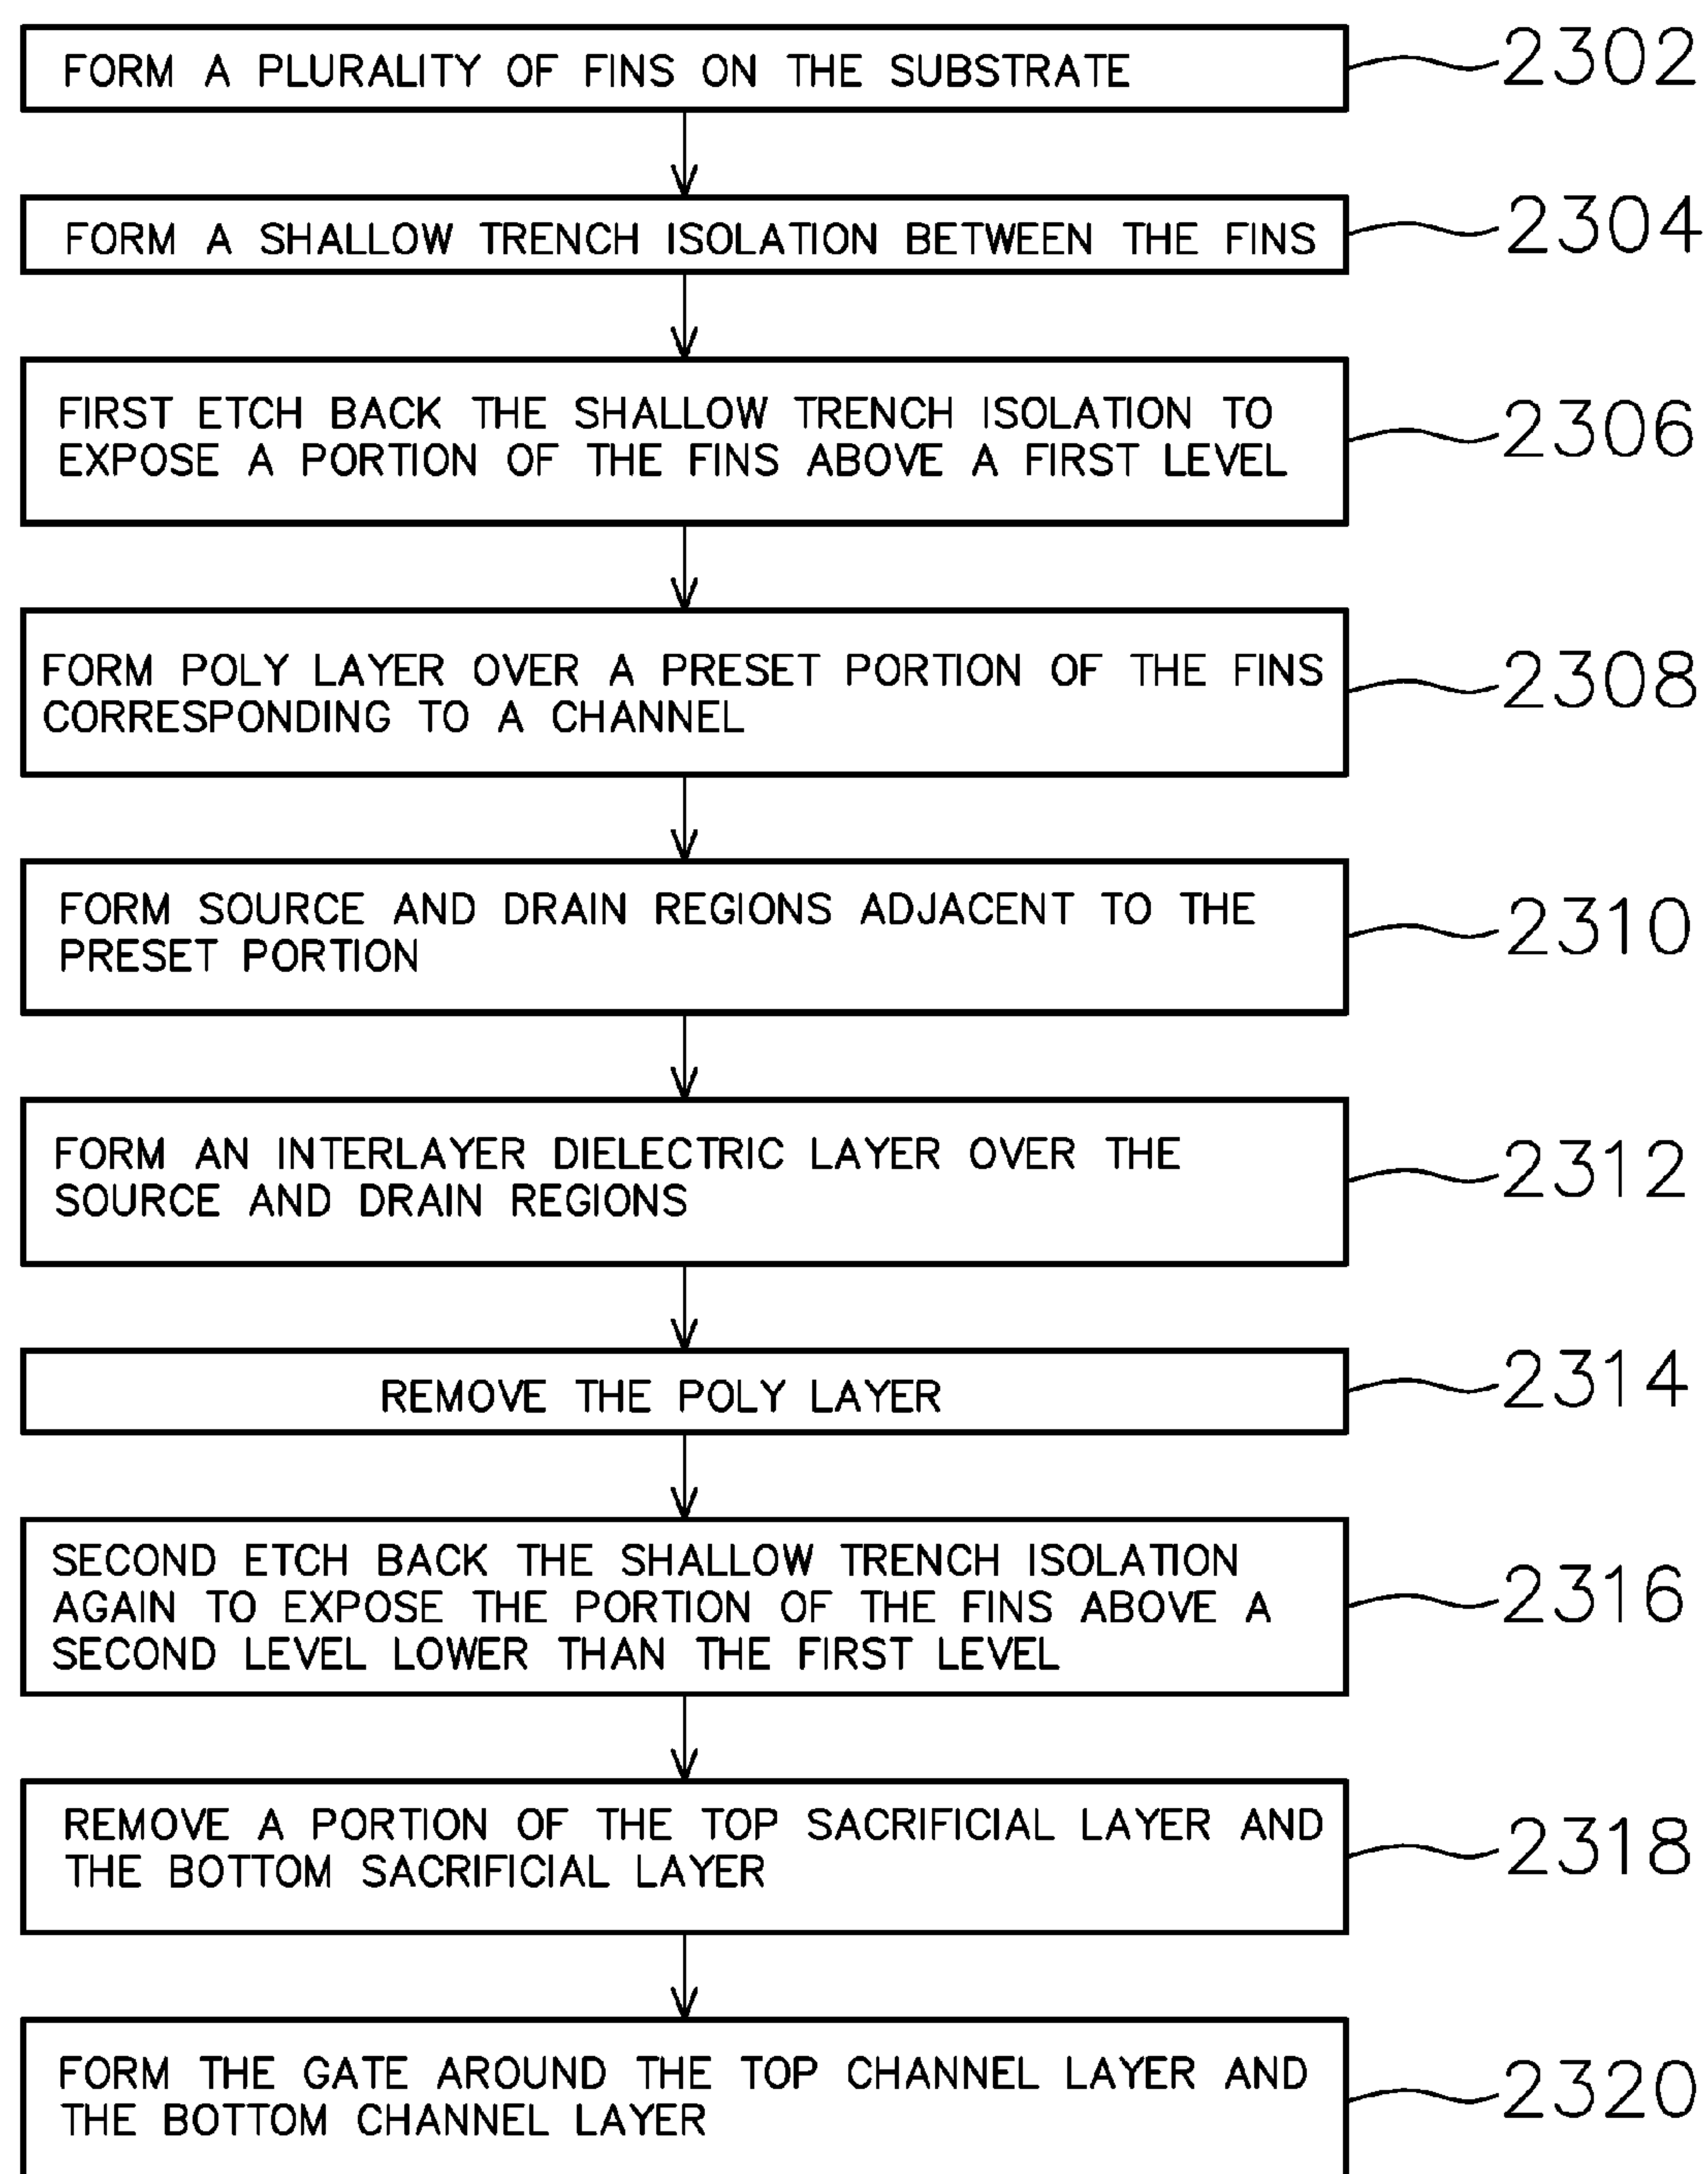 FORM A PLURALITY OF FINS ON THE SUBSTRATE
2302
FORM A SHALLOW TRENCH ISOLATION BETWEEN THE FINS
2304
FIRST ETCH BACK THE SHALLOW TRENCH ISOLATION TO
EXPOSE A PORTION OF THE FINS ABOVE A FIRST LEVEL
2306
FORM POLY LAYER OVER A PRESET PORTION OF THE FINS
CORRESPONDING TO A CHANNEL
2308
FORM SOURCE AND DRAIN REGIONS ADJACENT TO THE
PRESET PORTION
2310
FORM AN INTERLAYER DIELECTRIC LAYER OVER THE
SOURCE AND DRAIN REGIONS
2312
REMOVE THE POLY LAYER
2314
SECOND ETCH BACK THE SHALLOW TRENCH ISOLATION
AGAIN TO EXPOSE THE PORTION OF THE FINS ABOVE A
SECOND LEVEL LOWER THAN THE FIRST LEVEL
2316
REMOVE A PORTION OF THE TOP SACRIFICIAL LAYER AND
THE BOTTOM SACRIFICIAL LAYER
2318
FORM THE GATE AROUND THE TOP CHANNEL LAYER AND
THE BOTTOM CHANNEL LAYER
2320